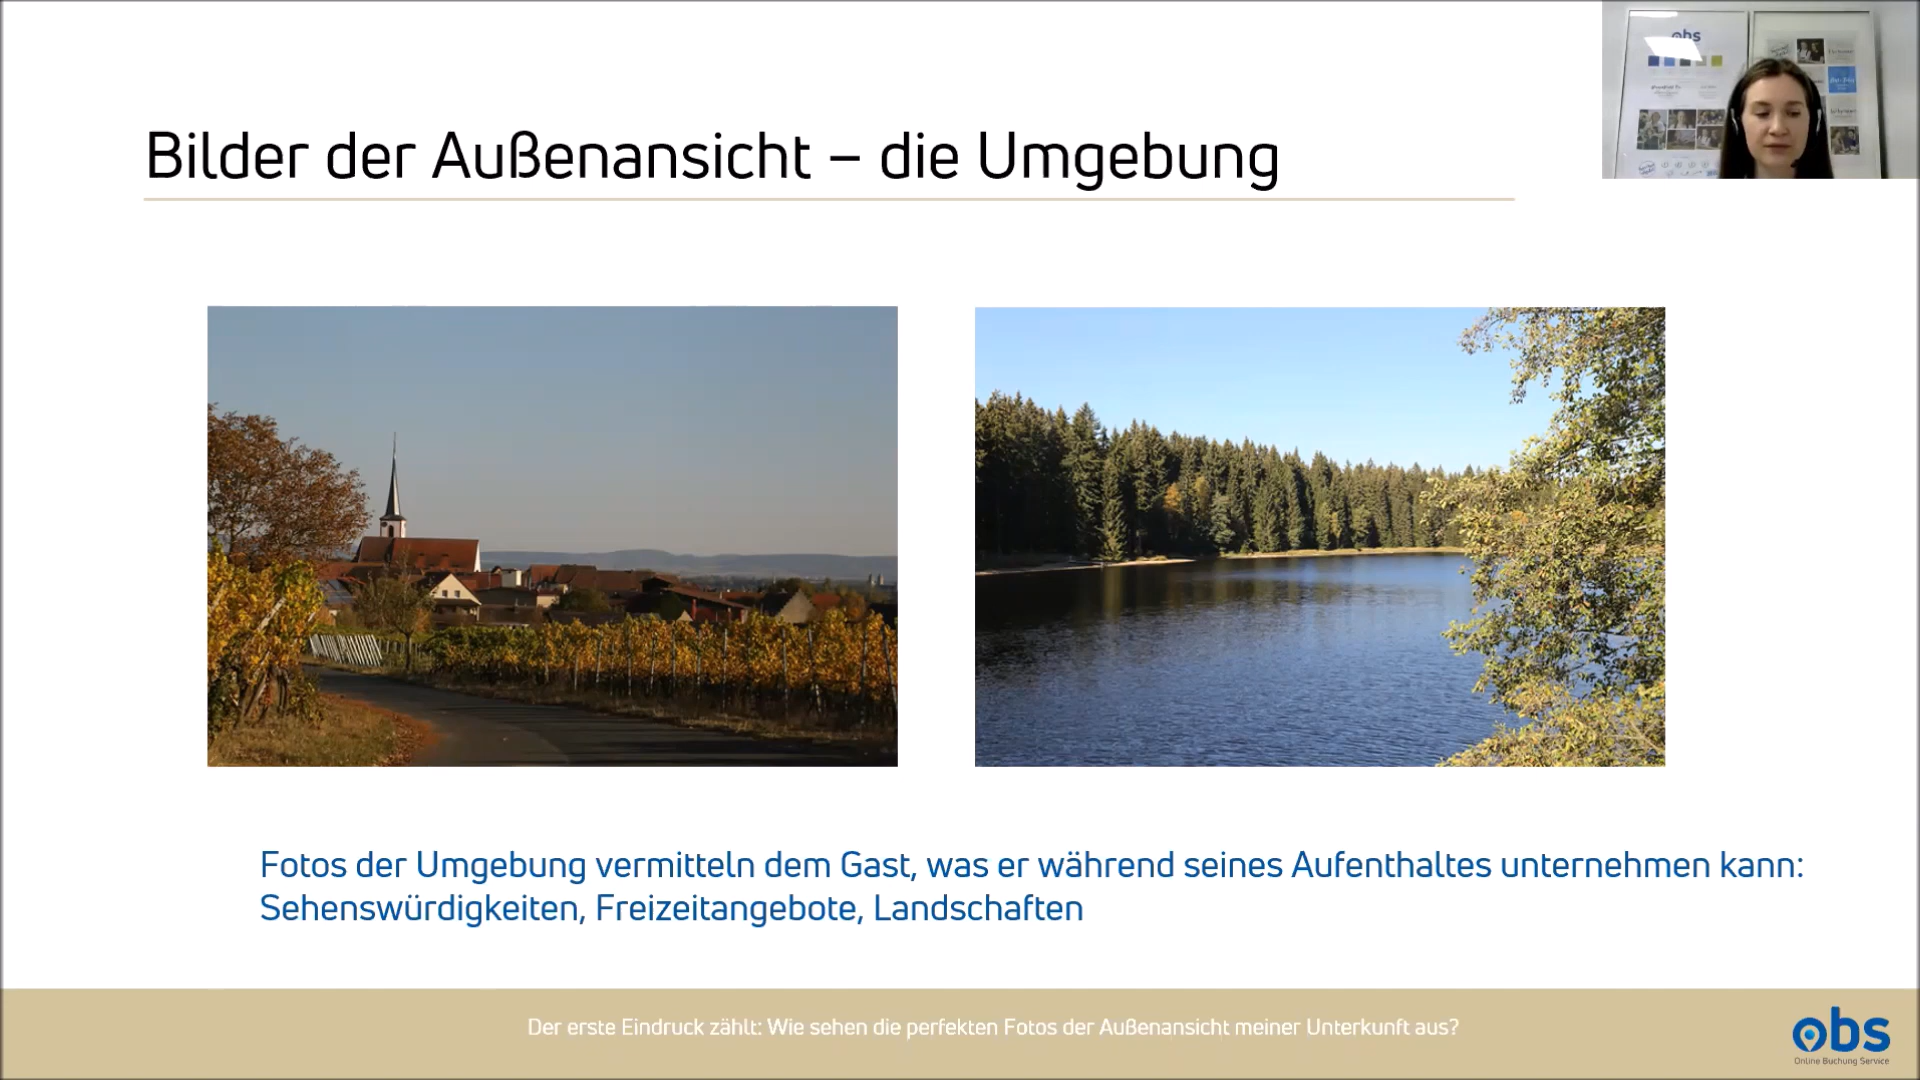 obs
Bilder der Außenansicht – die Umgebung
Fotos der Umgebung vermitteln dem Gast, was er während seines Aufenthaltes unternehmen kann:
Sehenswürdigkeiten, Freizeitangebote, Landschaften
Der erste Eindruck zählt: Wie sehen die perfekten Fotos der Außenansicht meiner Unterkunft aus?
obs
Online Buchung Service